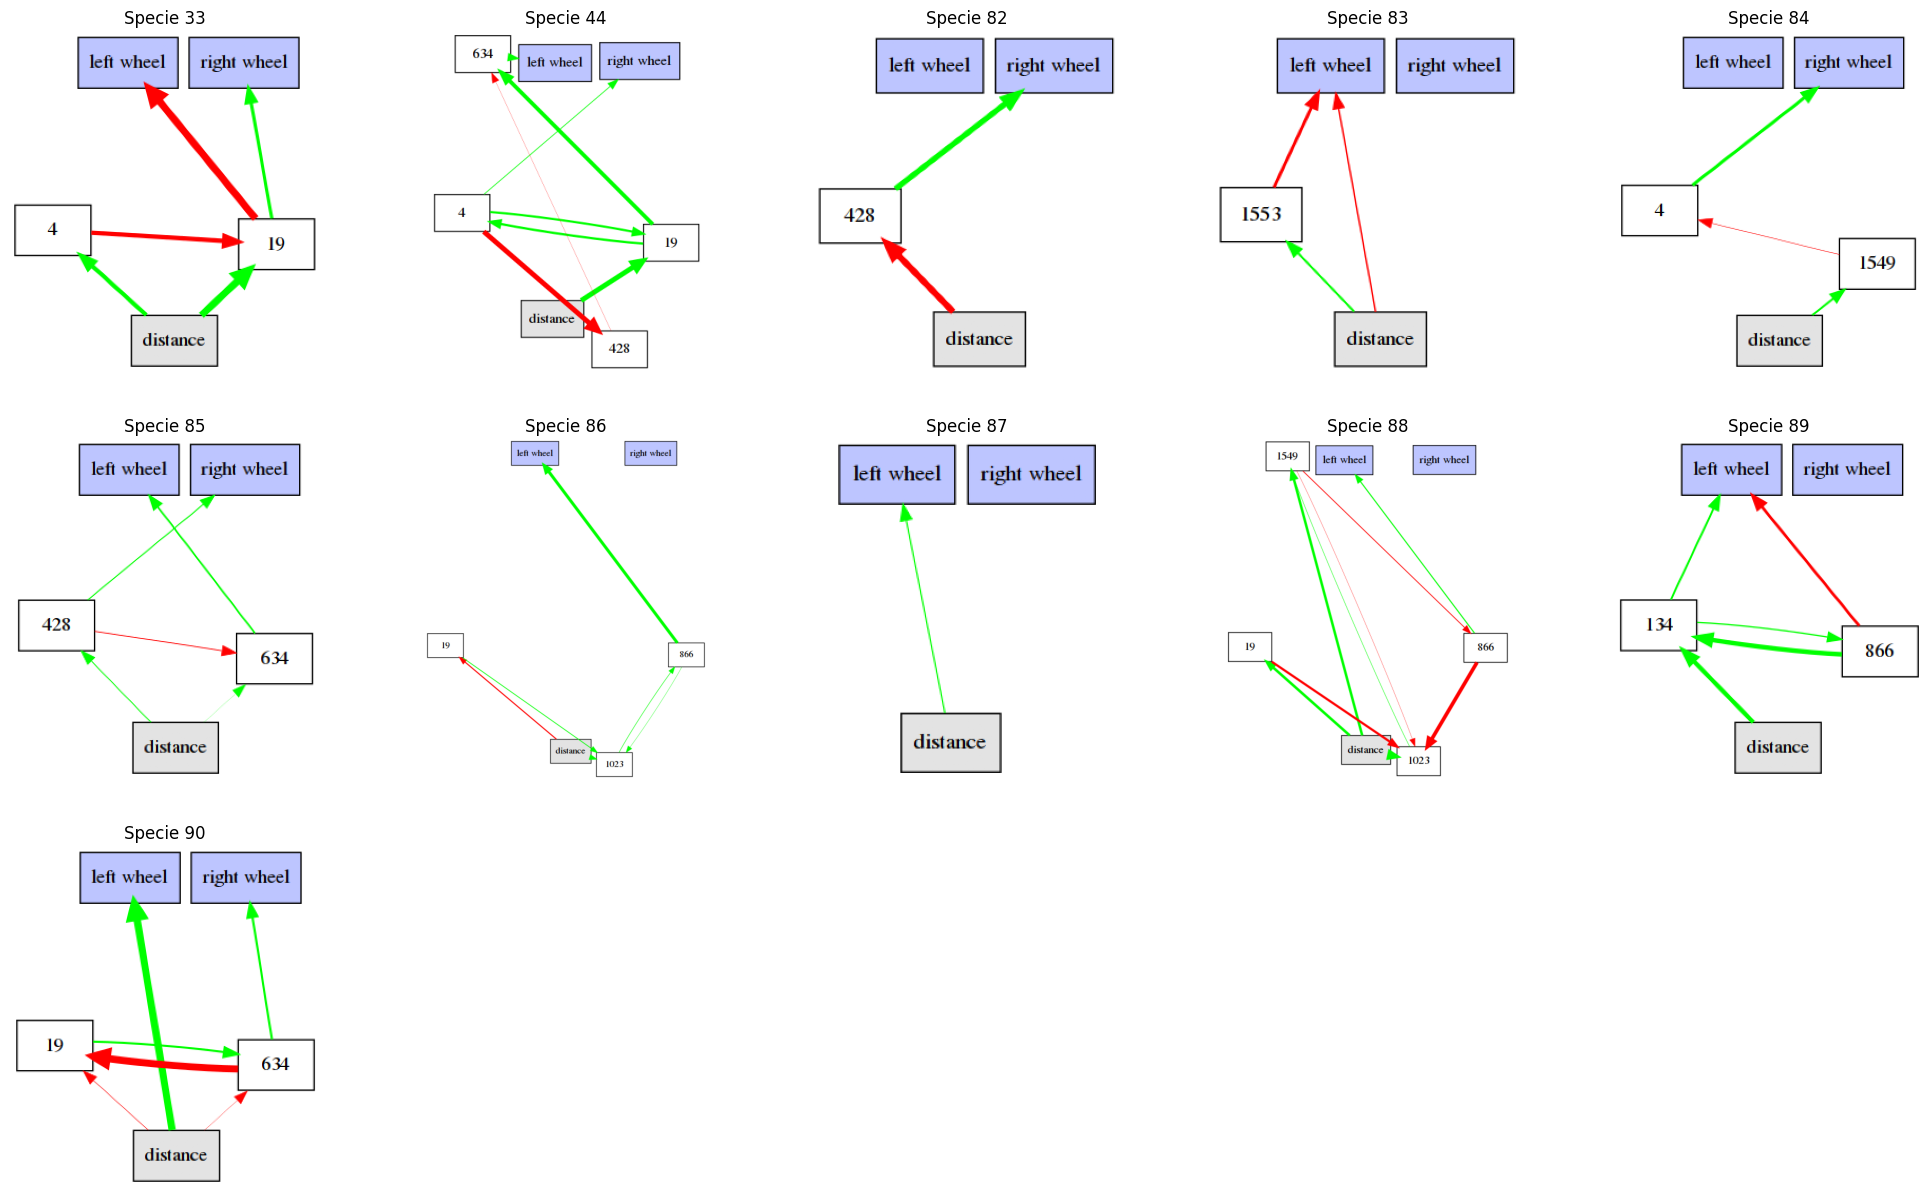 Specie 33
left wheel
right wheel
4
19
distance
Specie 44
634
left wheel
right wheel
4
19
distance
428
Specie 82
left wheel
right wheel
428
distance
Specie 83
left wheel
right wheel
1553
distance
Specie 84
left wheel
right wheel
4
1549
distance
Specie 85
left wheel
right wheel
428
634
distance
Specie 86
left wheel
right wheel
19
866
distance
1023
Specie 87
left wheel
right wheel
distance
Specie 88
1549
left wheel
right wheel
19
866
distance
1023
Specie 89
left wheel
right wheel
134
866
distance
Specie 90
left wheel
right wheel
19
634
distance